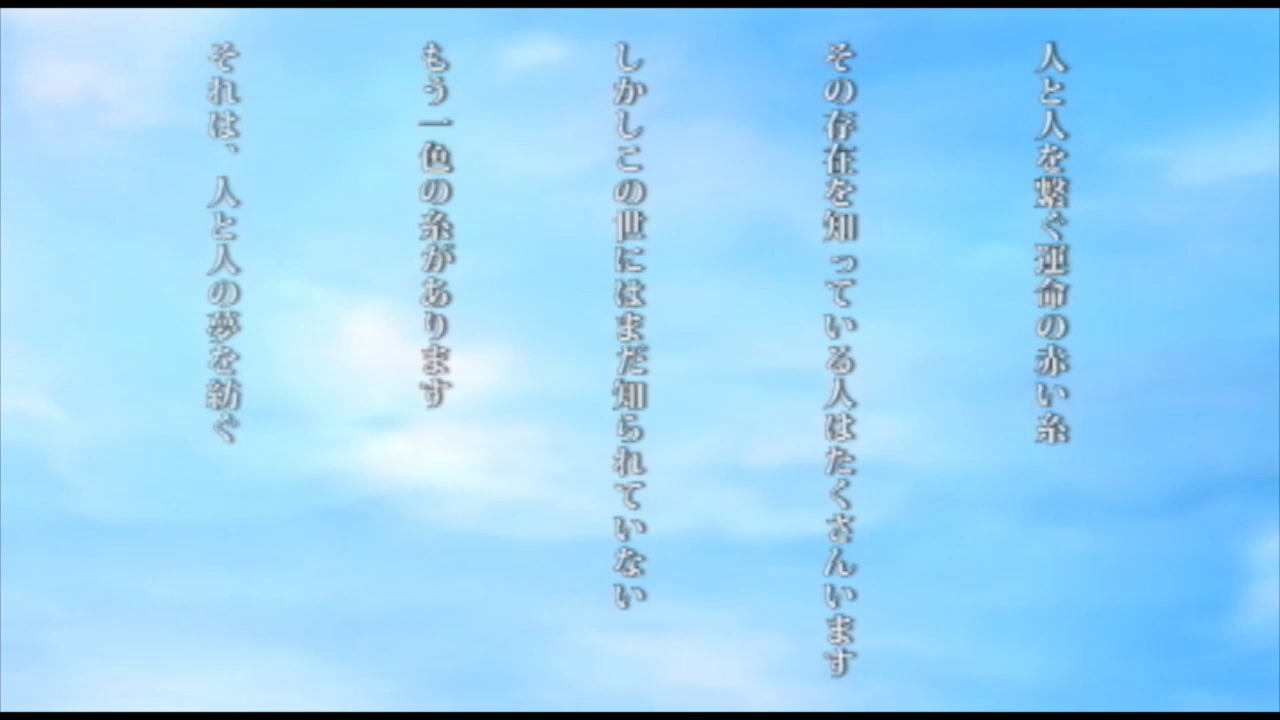 人と人を繋ぐ運命の赤い糸
その存在を知っている人はたくさんいます
しかしこの世にはまだ知られていない
もう一色の糸があります
それは、人と人の夢を紡ぐ